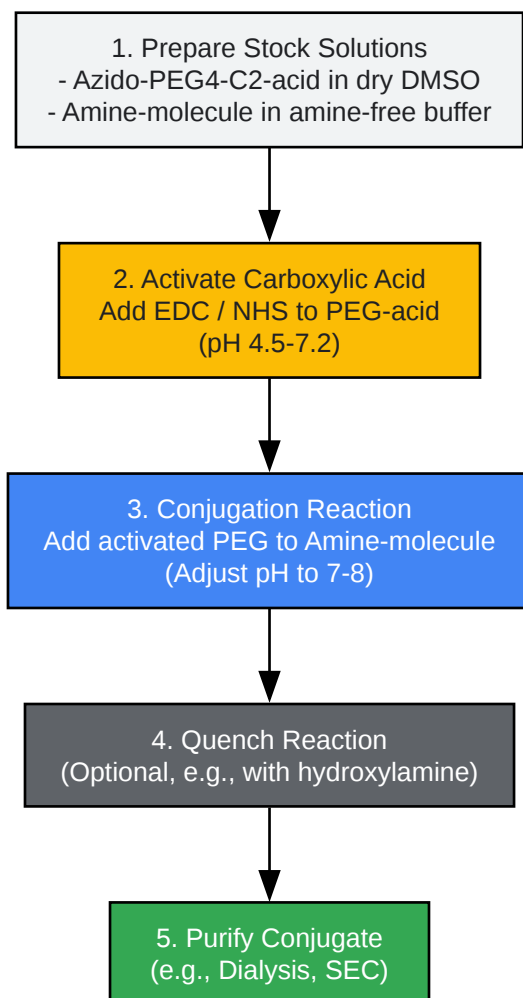 1. Prepare Stock Solutions
- Azido-PEG4-C2-acid in dry DMSO
- Amine-molecule in amine-free buffer
2. Activate Carboxylic Acid
Add EDC / NHS to PEG-acid
(pH 4.5-7.2)
3. Conjugation Reaction
Add activated PEG to Amine-molecule
(Adjust pH to 7-8)
4. Quench Reaction
(Optional, e.g., with hydroxylamine)
5. Purify Conjugate
(e.g., Dialysis, SEC)